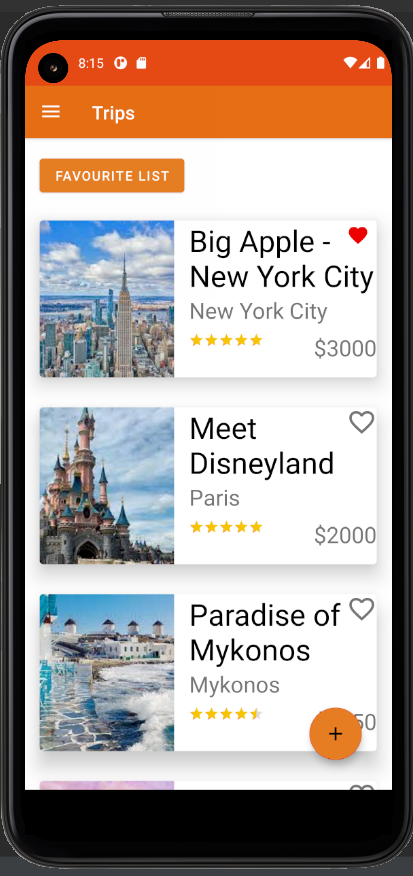 8:15
Trips
FAVOURITE LIST
Big Apple -
New York City
New York City
$3000
Meet
Disneyland
Paris
$2000
Paradise of
Mykonos
Mykonos
50
+